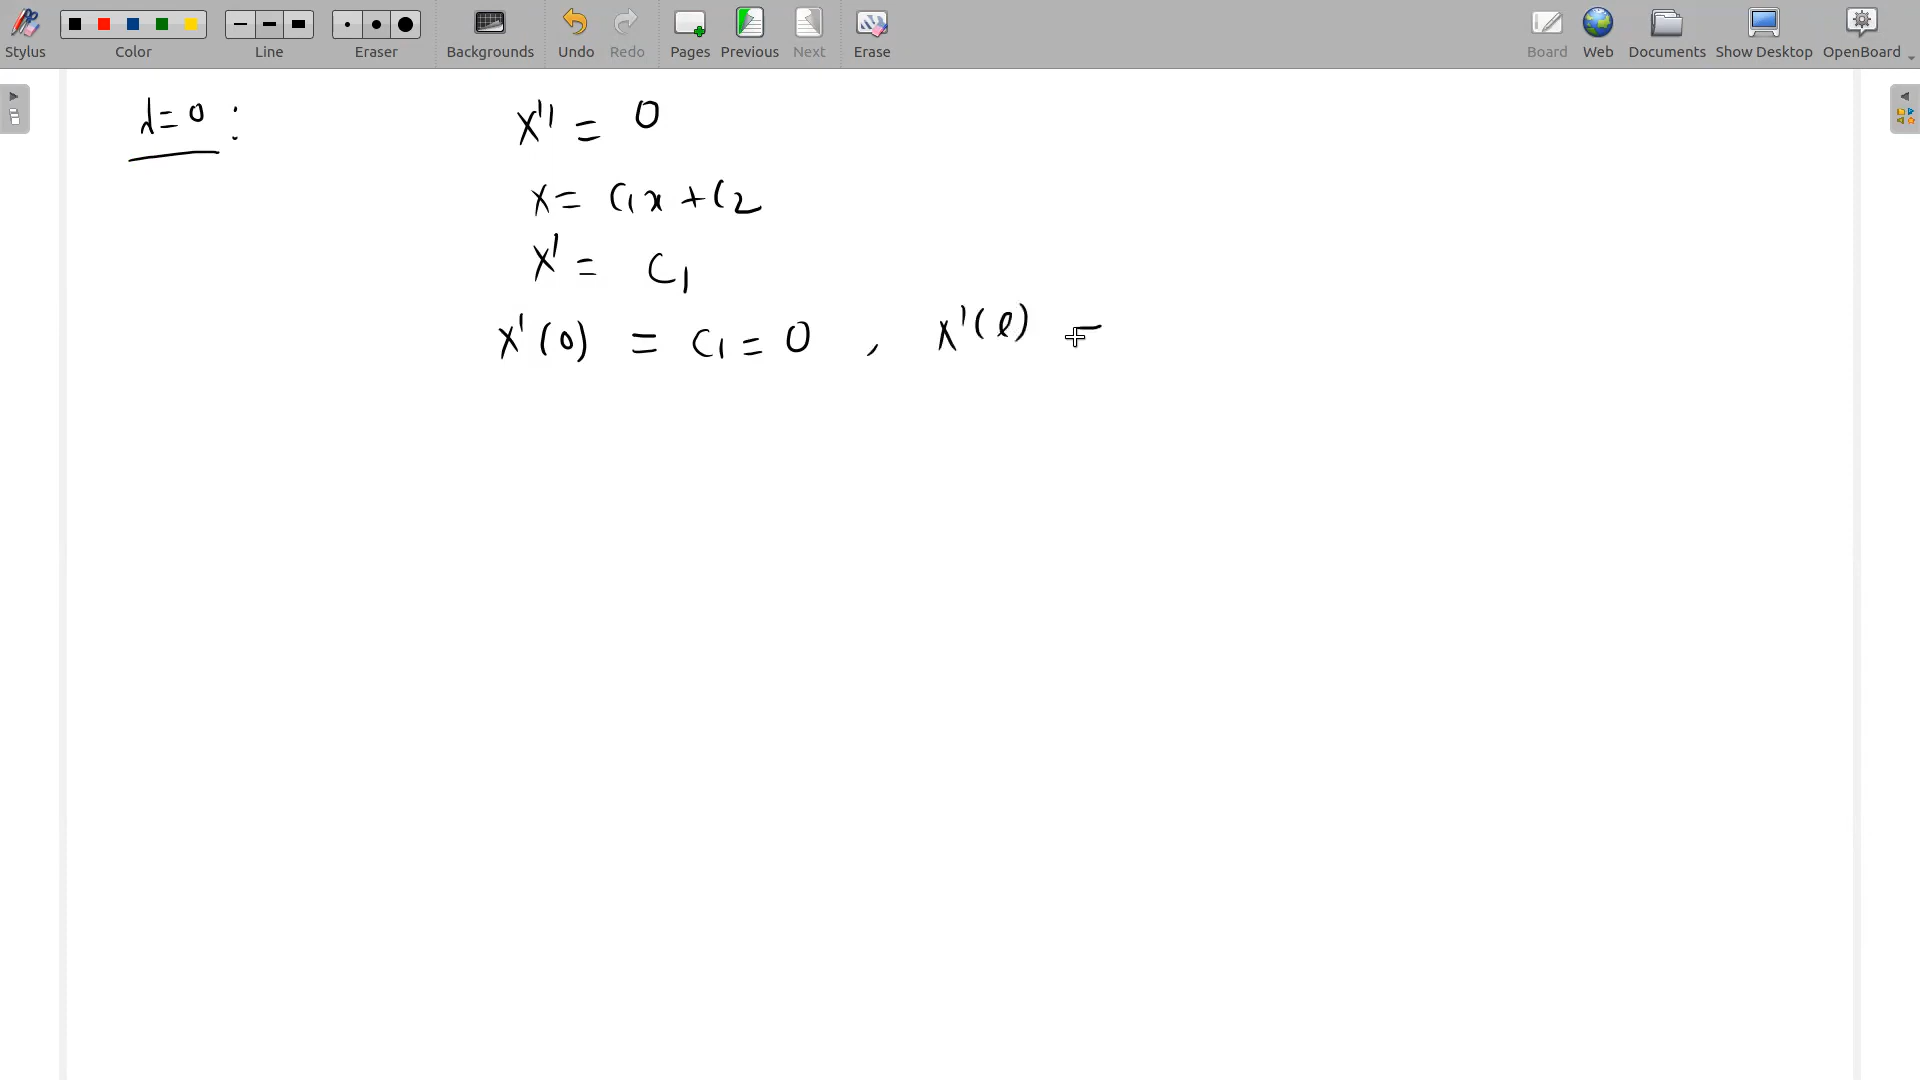 Stylus Color Line Eraser Backgrounds Undo Redo Pages Previous Next Erase Board Web Documents Show Desktop OpenBoard
λ=0 : X'' = 0
X = C1x + C2
X' = C1
X'(0) = C1 = 0 , X'(l) -